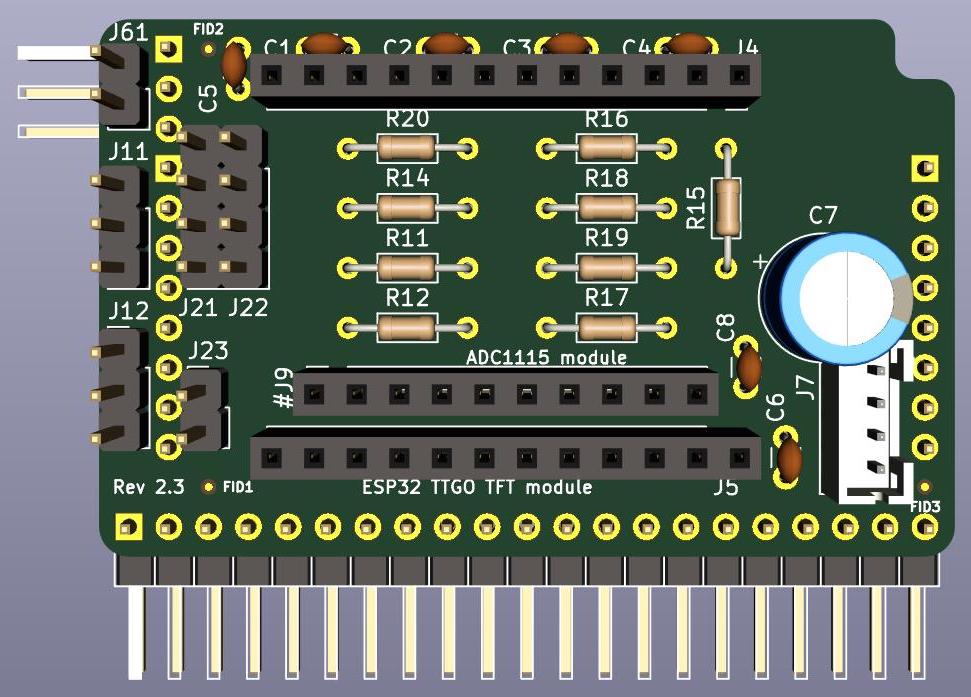 J61 FID2
C1 C2 C3 C4 J4
C5
R20 R16
J11
R14 R18
R15
C7
+
R11 R19
J21 J22
R12 R17
J12
C8
J23
ADC1115 module
#J9
J7
C6
Rev 2.3 FID1 ESP32 TTGO TFT module J5
FID3